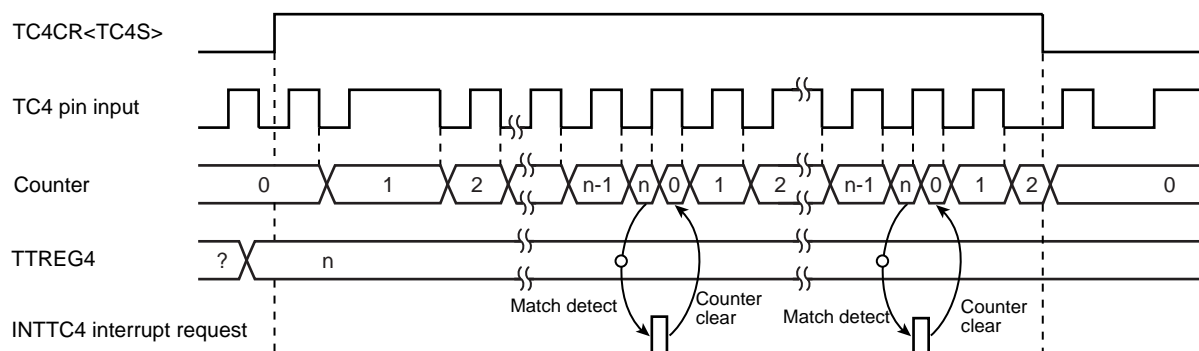 TC4CR<TC4S>
TC4 pin input
Counter 0 1 2 n-1 n 0 1 2 n-1 n 0 1 2 0
TTREG4 ? n
Match detect Counter clear Match detect Counter clear
INTTC4 interrupt request